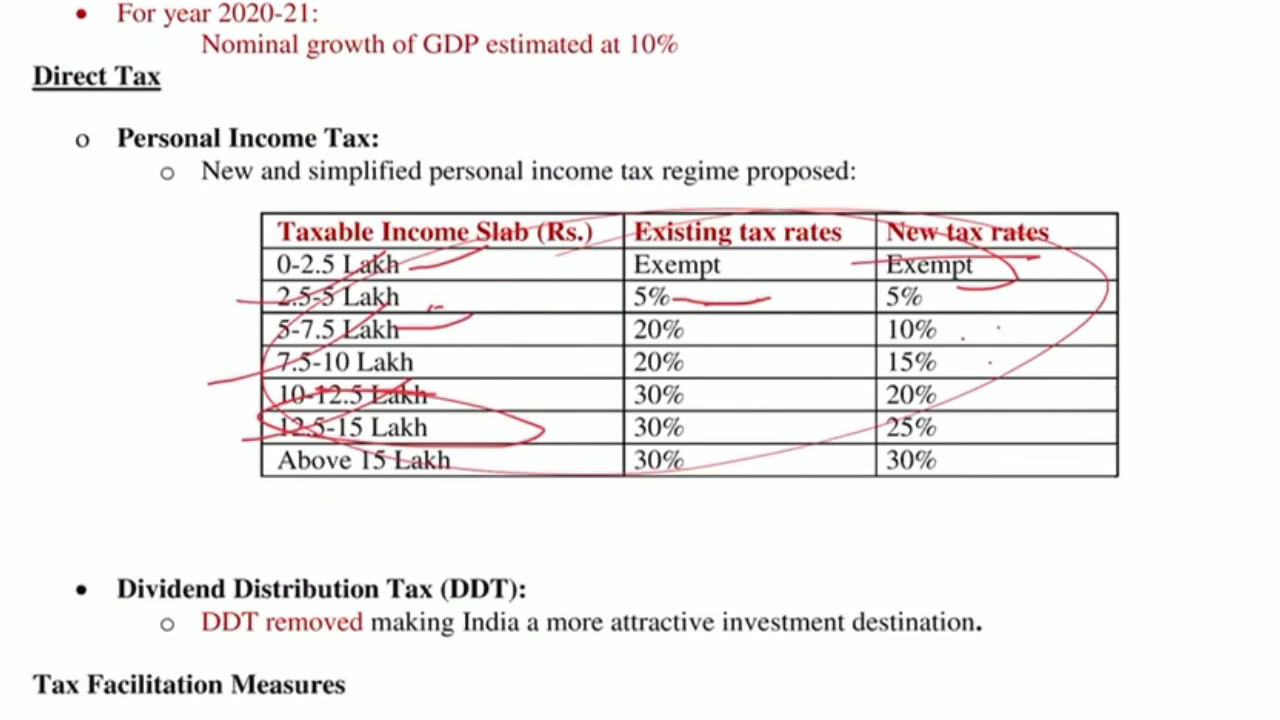 • For year 2020-21:
Nominal growth of GDP estimated at 10%
Direct Tax
o Personal Income Tax:
o New and simplified personal income tax regime proposed:
Taxable Income Slab (Rs.) Existing tax rates New tax rates
0-2.5 Lakh Exempt Exempt
2.5-5 Lakh 5% 5%
5-7.5 Lakh 20% 10%
7.5-10 Lakh 20% 15%
10-12.5 Lakh 30% 20%
12.5-15 Lakh 30% 25%
Above 15 Lakh 30% 30%
• Dividend Distribution Tax (DDT):
o DDT removed making India a more attractive investment destination.
Tax Facilitation Measures